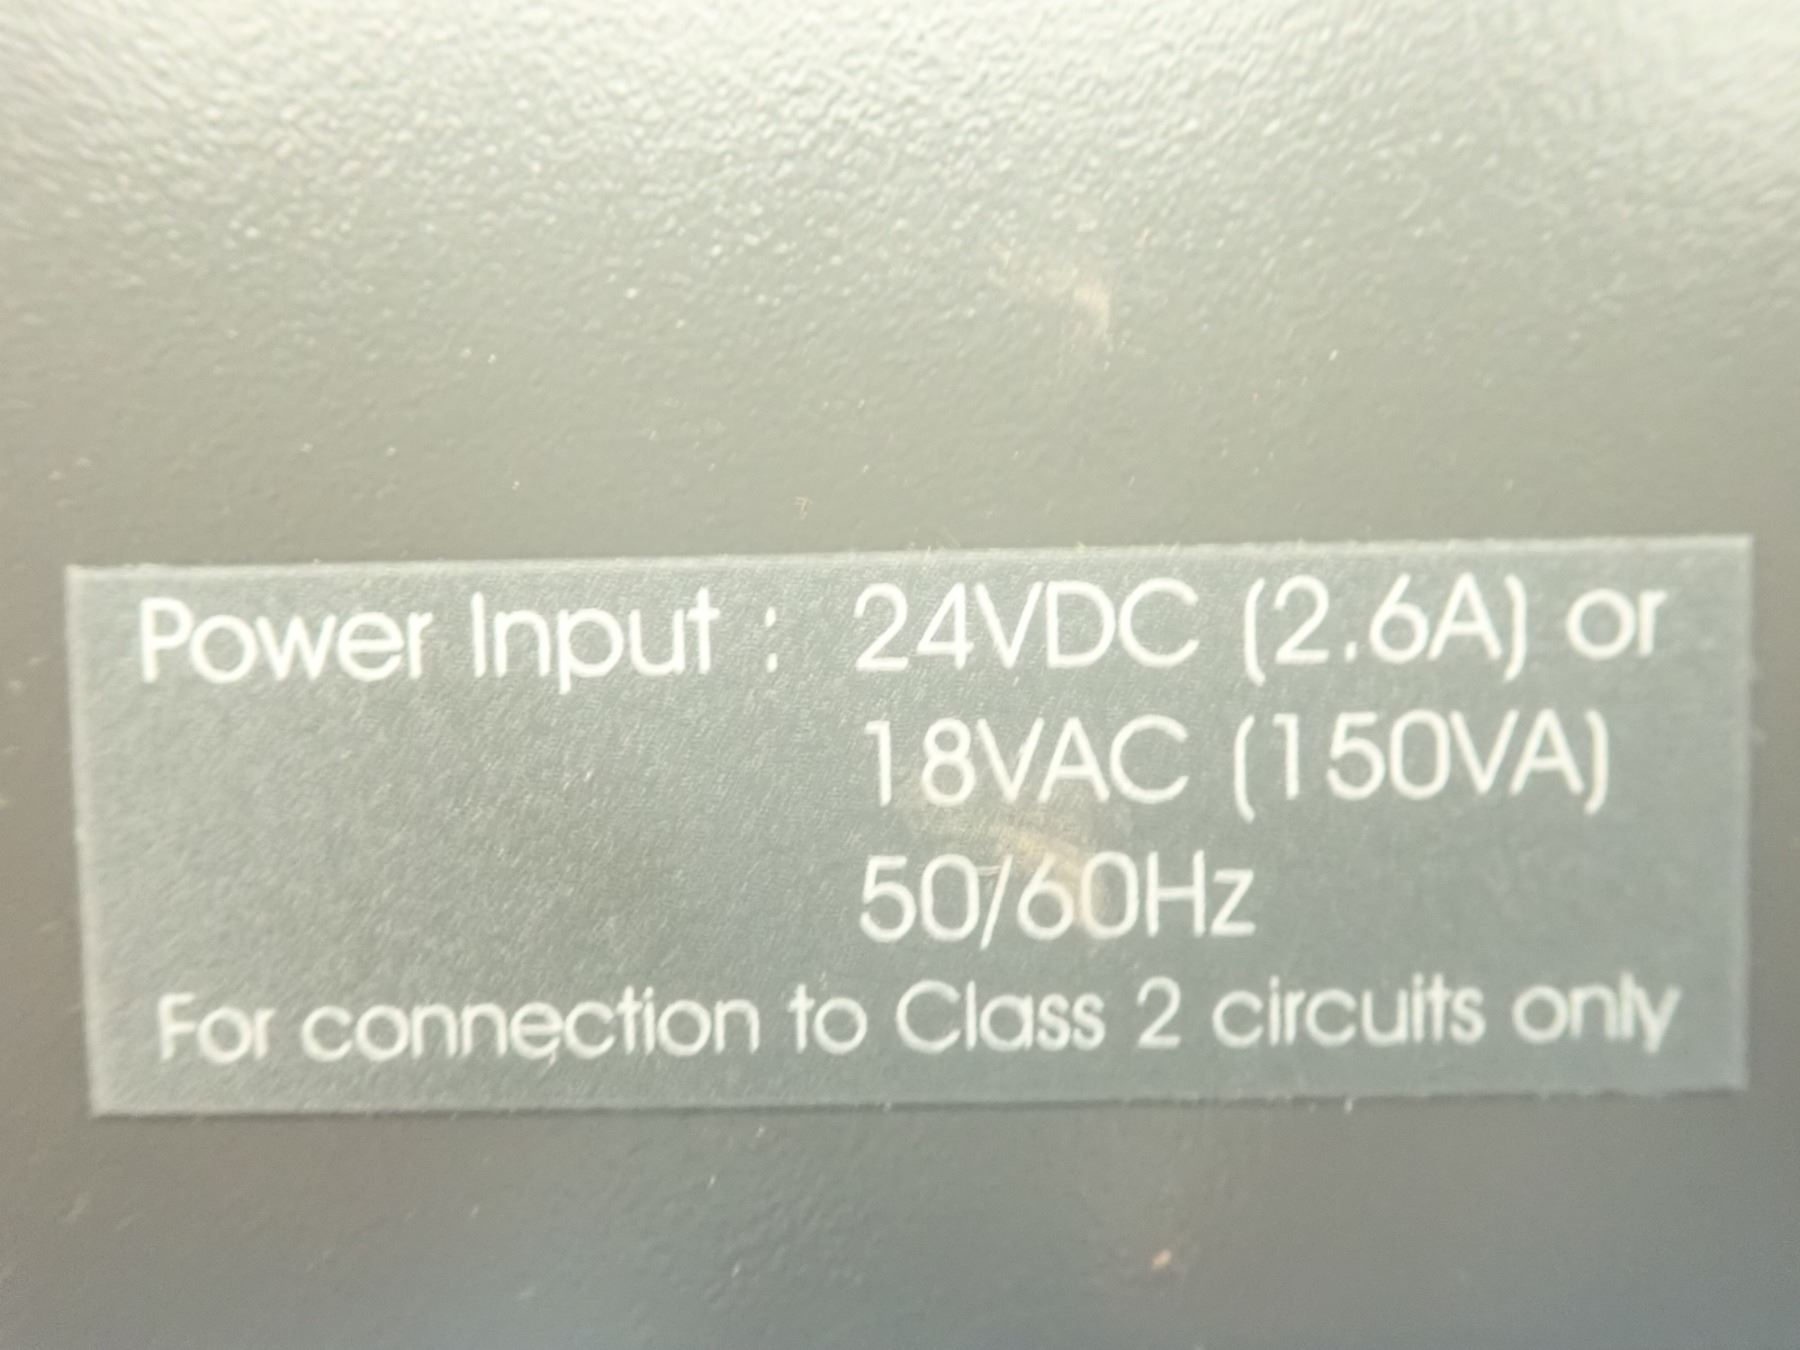 Power Input : 24VDC (2.6A) or
18VAC (150VA)
50/60Hz
For connection to Class 2 circuits only